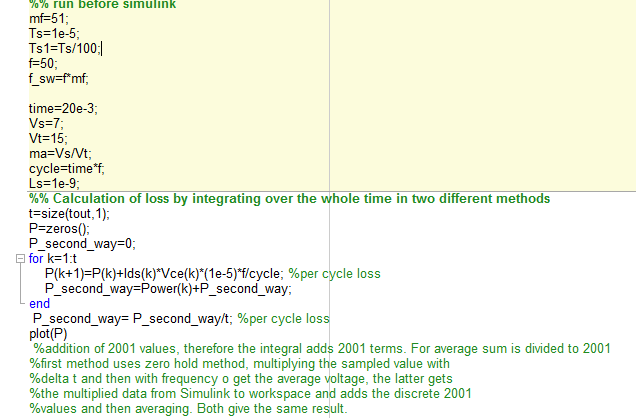 %% run before simulink
mf=51;
Ts=1e-5;
Ts1=Ts/100;
f=50;
f_sw=f*mf;
time=20e-3;
Vs=7;
Vt=15;
ma=Vs/Vt;
cycle=time*f;
Ls=1e-9;
%% Calculation of loss by integrating over the whole time in two different methods
t=size(tout,1);
P=zeros();
P_second_way=0;
for k=1:t
P(k+1)=P(k)+Ids(k)*Vce(k)*(1e-5)*f/cycle; %per cycle loss
P_second_way=Power(k)+P_second_way;
end
P_second_way= P_second_way/t; %per cycle loss
plot(P)
%addition of 2001 values, therefore the integral adds 2001 terms. For average sum is divided to 2001
%first method uses zero hold method, multiplying the sampled value with
%delta t and then with frequency o get the average voltage, the latter gets
%the multiplied data from Simulink to workspace and adds the discrete 2001
%values and then averaging. Both give the same result.